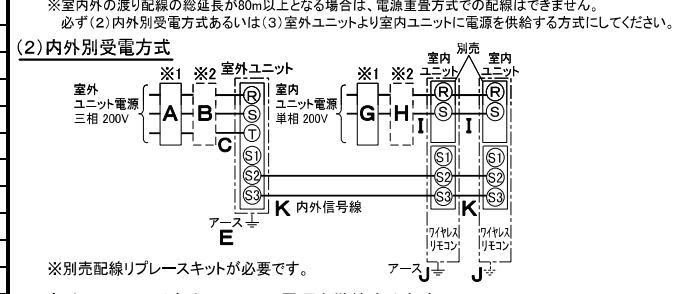 ※室内外の渡り配線の総延長が80m以上となる場合は、電源重畳方式での配線はできません。
必ず(2)内外別受電方式あるいは(3)室外ユニットより室内ユニットに電源を供給する方式にしてください。
(2)内外別受電方式
別売
※1 ※2 室外ユニット ※1 ※2 室内ユニット 室内ユニット
室外
ユニット電源
三相 200V
A B C
R
S
T
S1
S2
S3
室内
ユニット電源
単相 200V
G H I I
R R
S S
S1 S1
S2 S2
S3 S3
K 内外信号線 K
アース
E
ワイヤレス
リモコン
ワイヤレス
リモコン
※別売配線リプレースキットが必要です。
アース J J